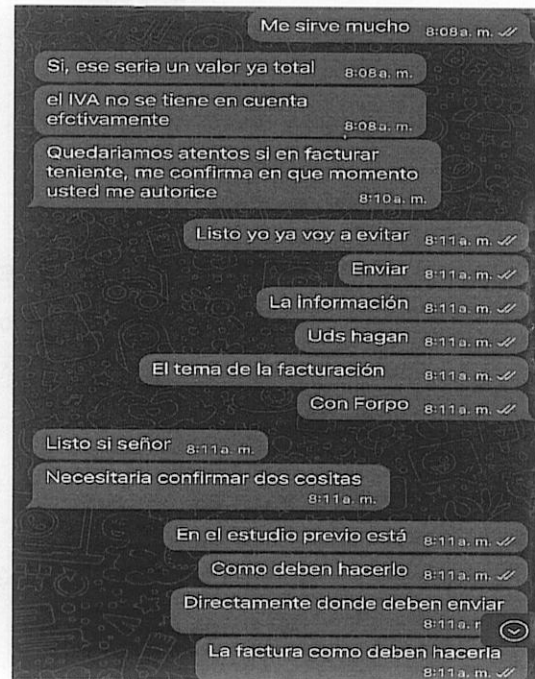 Me sirve mucho 8:08 a. m.
Si, ese seria un valor ya total 8:08 a. m.
el IVA no se tiene en cuenta
efctivamente 8:08 a. m.
Quedariamos atentos si en facturar
teniente, me confirma en que momento
usted me autorice 8:10 a. m.
Listo yo ya voy a evitar 8:11 a. m.
Enviar 8:11 a. m.
La información 8:11 a. m.
Uds hagan 8:11 a. m.
El tema de la facturación 8:11 a. m.
Con Forpo 8:11 a. m.
Listo si señor 8:11 a. m.
Necesitaria confirmar dos cositas
8:11 a. m.
En el estudio previo está 8:11 a. m.
Como deben hacerlo 8:11 a. m.
Directamente donde deben enviar
8:11 a.
La factura como deben hacerla
8:11 a. m.